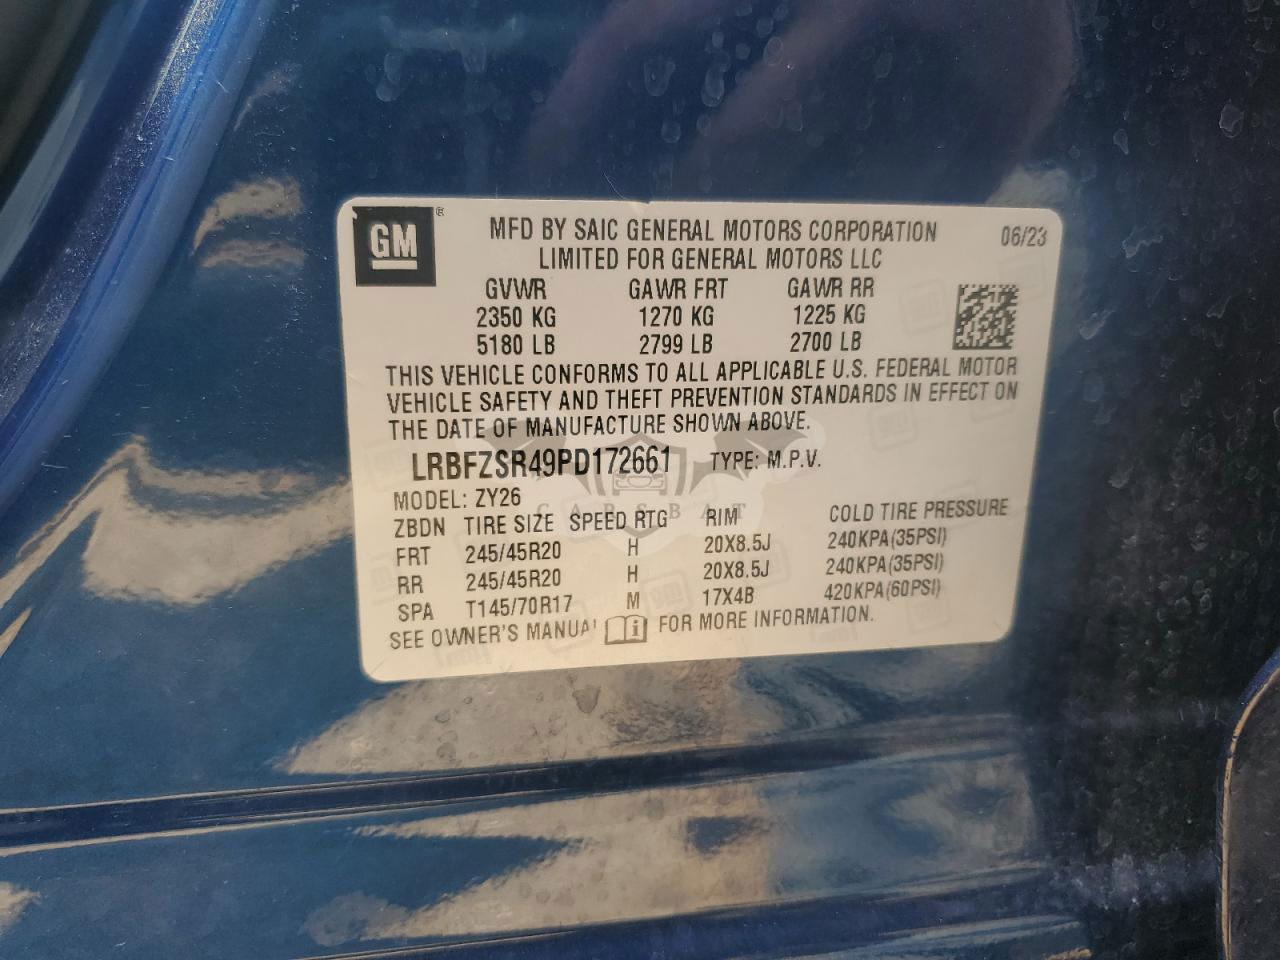 GM ®
MFD BY SAIC GENERAL MOTORS CORPORATION 06/23
LIMITED FOR GENERAL MOTORS LLC
GVWR GAWR FRT GAWR RR
2350 KG 1270 KG 1225 KG
5180 LB 2799 LB 2700 LB
THIS VEHICLE CONFORMS TO ALL APPLICABLE U.S. FEDERAL MOTOR
VEHICLE SAFETY AND THEFT PREVENTION STANDARDS IN EFFECT ON
THE DATE OF MANUFACTURE SHOWN ABOVE.
LRBFZSR49PD172661 TYPE: M.P.V.
MODEL: ZY26
CARSBAT
ZBDN TIRE SIZE SPEED RTG RIM COLD TIRE PRESSURE
FRT 245/45R20 H 20X8.5J 240KPA(35PSI)
RR 245/45R20 H 20X8.5J 240KPA(35PSI)
SPA T145/70R17 M 17X4B 420KPA(60PSI)
SEE OWNER'S MANUAL i FOR MORE INFORMATION.